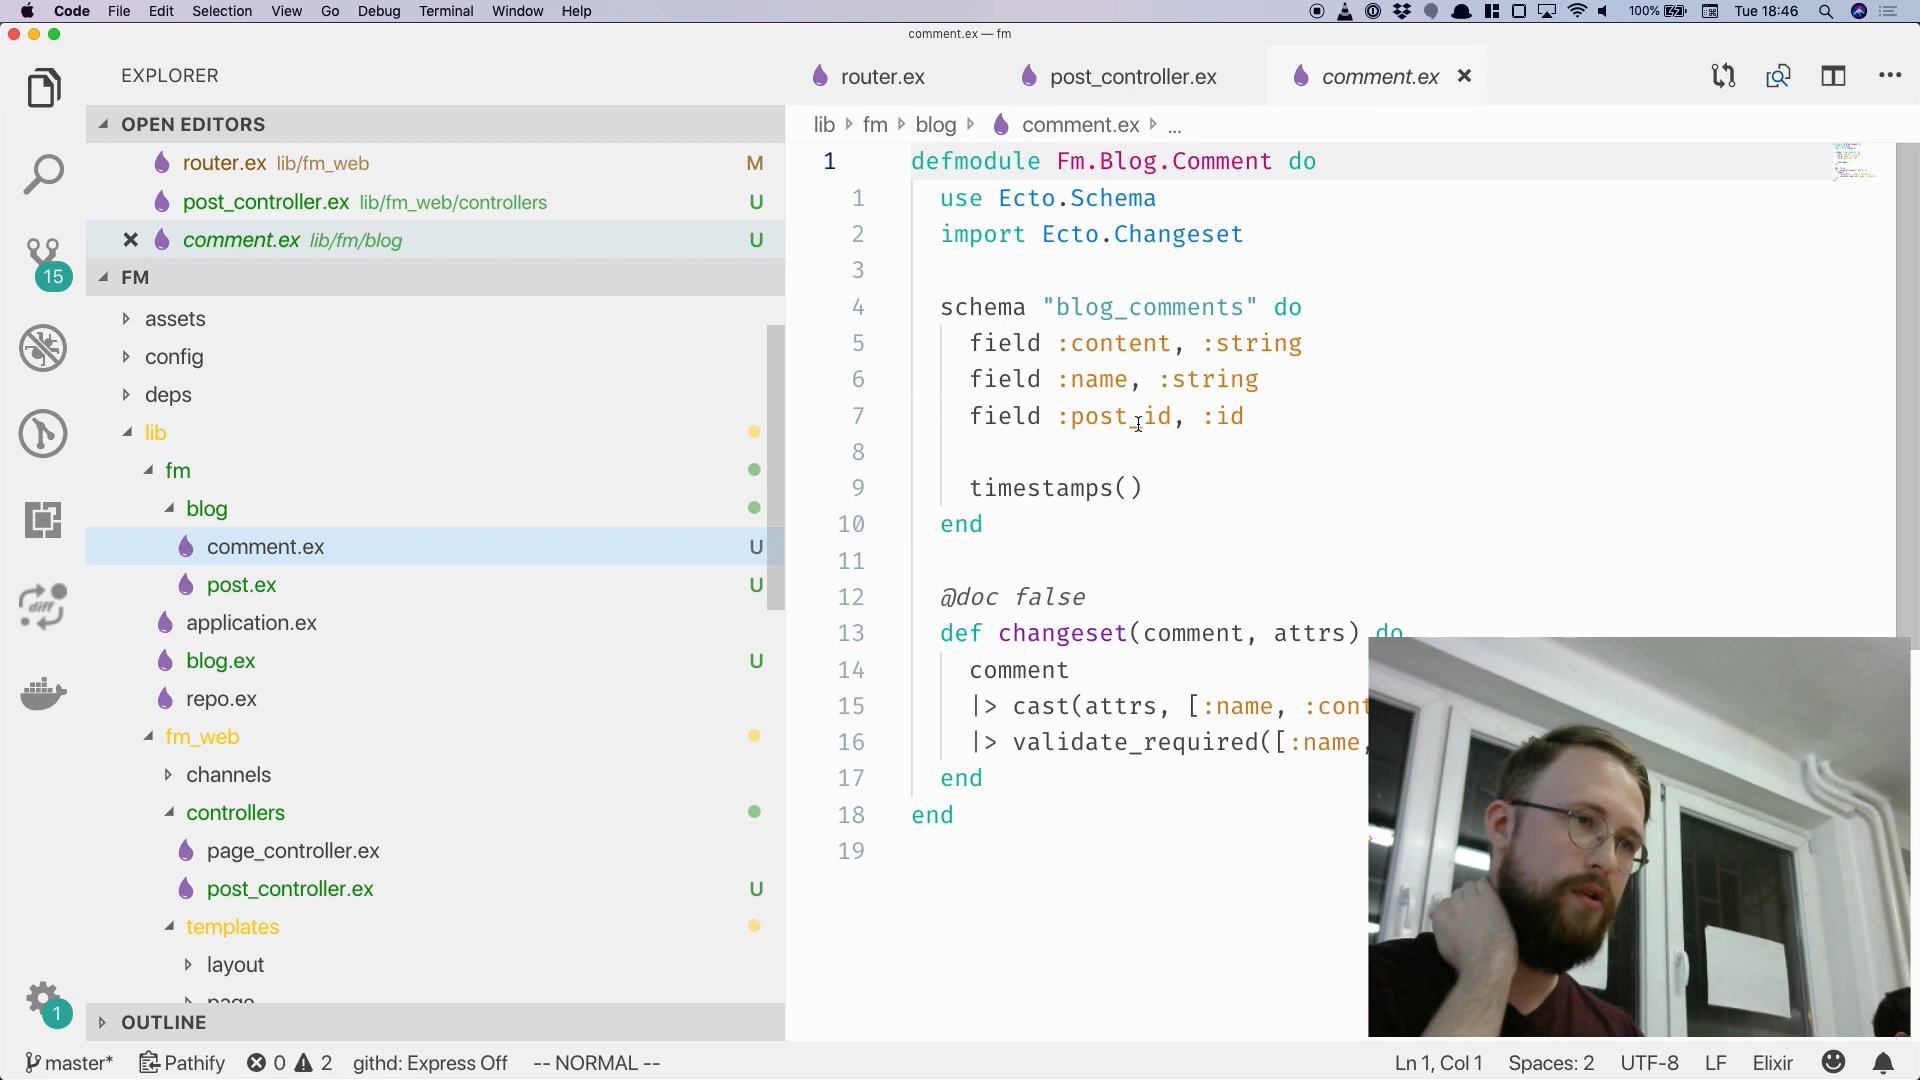 Code File Edit Selection View Go Debug Terminal Window Help
100% Tue 18:46
comment.ex — fm
EXPLORER
OPEN EDITORS
router.ex lib/fm_web M
post_controller.ex lib/fm_web/controllers U
comment.ex lib/fm/blog U
FM
assets
config
deps
lib
fm
blog
comment.ex U
post.ex U
application.ex
blog.ex U
repo.ex
fm_web
channels
controllers
page_controller.ex
post_controller.ex U
templates
layout
page
OUTLINE
15
diff
1
router.ex post_controller.ex comment.ex
lib fm blog comment.ex ...
1 defmodule Fm.Blog.Comment do
1 use Ecto.Schema
2 import Ecto.Changeset
3
4 schema "blog_comments" do
5 field :content, :string
6 field :name, :string
7 field :post_id, :id
8
9 timestamps()
10 end
11
12 @doc false
13 def changeset(comment, attrs) do
14 comment
15 |> cast(attrs, [:name, :cont
16 |> validate_required([:name,
17 end
18 end
19
master* Pathify 0 2 githd: Express Off -- NORMAL -- Ln 1, Col 1 Spaces: 2 UTF-8 LF Elixir